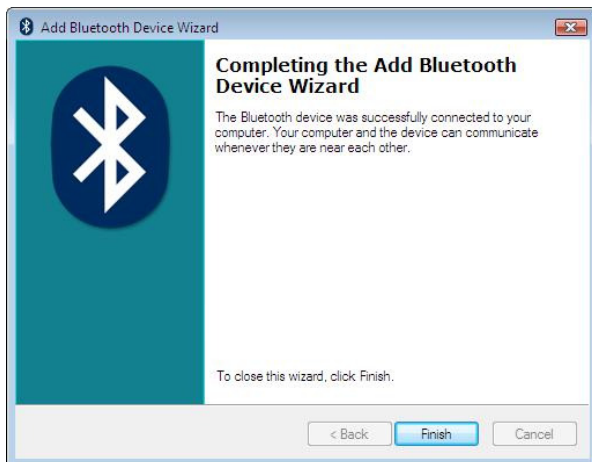 Add Bluetooth Device Wizard
Completing the Add Bluetooth
Device Wizard
The Bluetooth device was successfully connected to your
computer. Your computer and the device can communicate
whenever they are near each other.
To close this wizard, click Finish.
< Back Finish Cancel